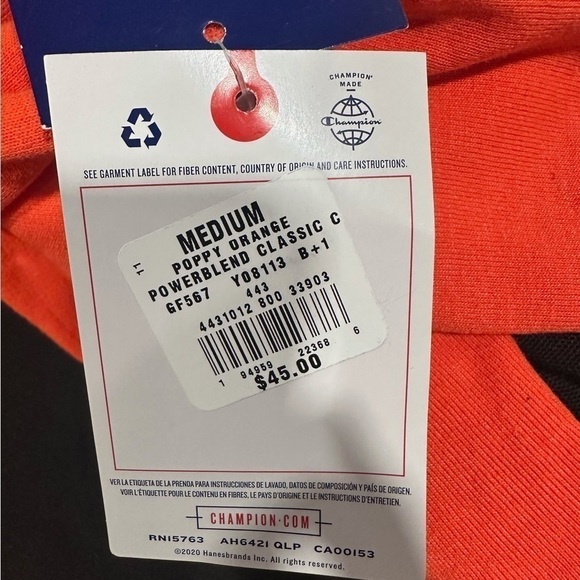 CHAMPION®
MADE
Champion
SEE GARMENT LABEL FOR FIBER CONTENT, COUNTRY OF ORIGIN AND CARE INSTRUCTIONS.
11
MEDIUM
POPPY ORANGE
POWERBLEND CLASSIC C
GF567 Y08113 B+1
443
4431012 800 33903
1 94959 22368 6
$45.00
VER LA ETIQUETA DE LA PRENDA PARA INSTRUCCIONES DE LAVADO, DATOS DE COMPOSICIÓN Y PAÍS DE ORIGEN.
VOIR L'ÉTIQUETTE POUR LE CONTENU EN FIBRES, LE PAYS D'ORIGINE ET LE INSTRUCTIONS D'ENTRETIEN.
CHAMPION·COM
RN15763 AH6421 QLP CA00153
©2020 Hanesbrands Inc. All rights reserved.